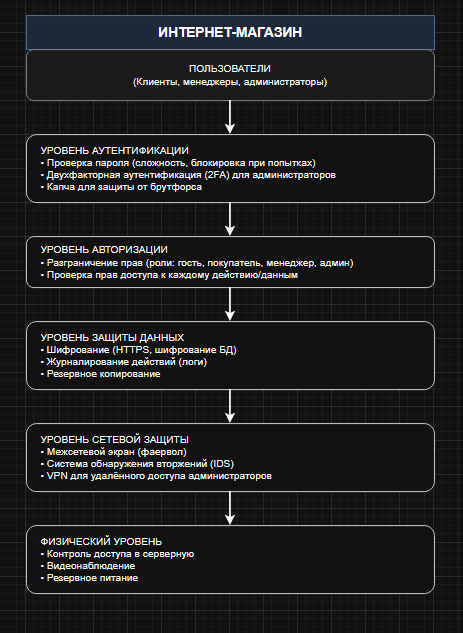 ИНТЕРНЕТ-МАГАЗИН
ПОЛЬЗОВАТЕЛИ
(Клиенты, менеджеры, администраторы)
УРОВЕНЬ АУТЕНТИФИКАЦИИ
• Проверка пароля (сложность, блокировка при попытках)
• Двухфакторная аутентификация (2FA) для администраторов
• Капча для защиты от брутфорса
УРОВЕНЬ АВТОРИЗАЦИИ
• Разграничение прав (роли: гость, покупатель, менеджер, админ)
• Проверка прав доступа к каждому действию/данным
УРОВЕНЬ ЗАЩИТЫ ДАННЫХ
• Шифрование (HTTPS, шифрование БД)
• Журналирование действий (логи)
• Резервное копирование
УРОВЕНЬ СЕТЕВОЙ ЗАЩИТЫ
• Межсетевой экран (фаервол)
• Система обнаружения вторжений (IDS)
• VPN для удалённого доступа администраторов
ФИЗИЧЕСКИЙ УРОВЕНЬ
• Контроль доступа в серверную
• Видеонаблюдение
• Резервное питание